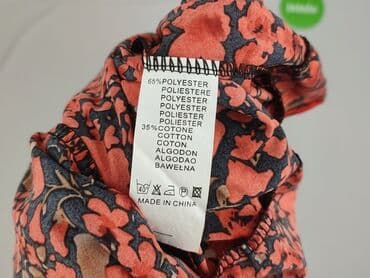 65%POLYESTER
POLIESTERE
POLYESTER
POLYESTER
POLIESTER
POLIESTER
35%COTONE
COTTON
COTON
ALGODON
ALGODAO
BAWEŁNA
MADE IN CHINA